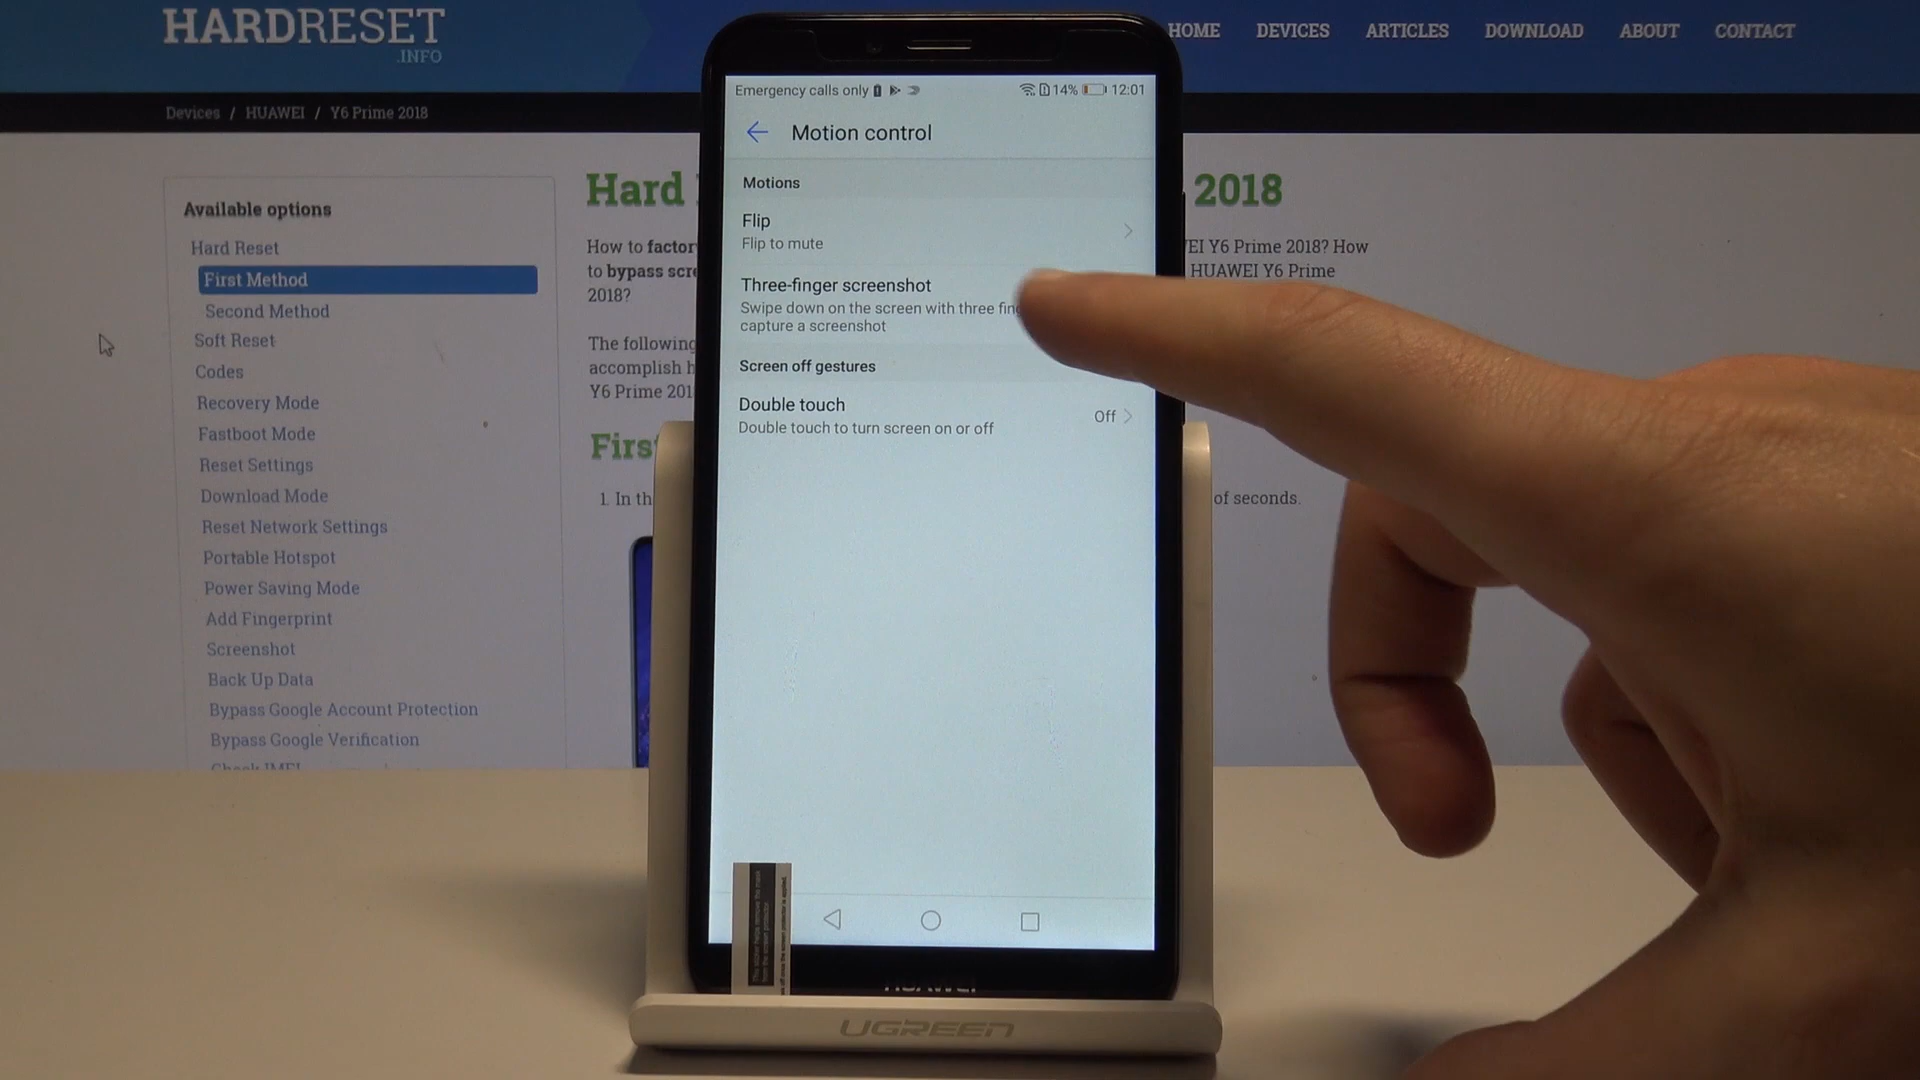 HARDRESET
.INFO
HOME DEVICES ARTICLES DOWNLOAD ABOUT CONTACT
Devices / HUAWEI / Y6 Prime 2018
Available options
Hard Reset
First Method
Second Method
Soft Reset
Codes
Recovery Mode
Fastboot Mode
Reset Settings
Download Mode
Reset Network Settings
Portable Hotspot
Power Saving Mode
Add Fingerprint
Screenshot
Back Up Data
Bypass Google Account Protection
Bypass Google Verification
Check IMEI
Hard 2018
How to factor EI Y6 Prime 2018? How
to bypass scre HUAWEI Y6 Prime
2018?
The following
accomplish h
Y6 Prime 201
Firs
1. In th of seconds.
Emergency calls only 14% 12:01
Motion control
Motions
Flip
Flip to mute
Three-finger screenshot
Swipe down on the screen with three fing
capture a screenshot
Screen off gestures
Double touch
Double touch to turn screen on or off
Off
HUAWEI
UGREEN